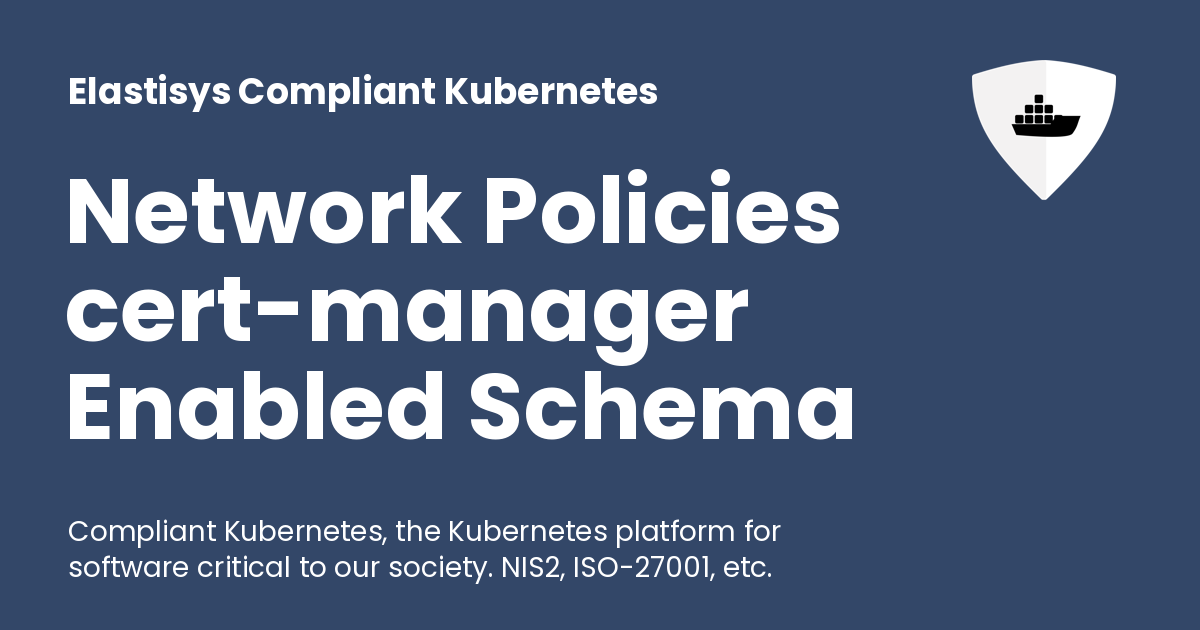 Elastisys Compliant Kubernetes
Network Policies
cert-manager
Enabled Schema
Compliant Kubernetes, the Kubernetes platform for
software critical to our society. NIS2, ISO-27001, etc.